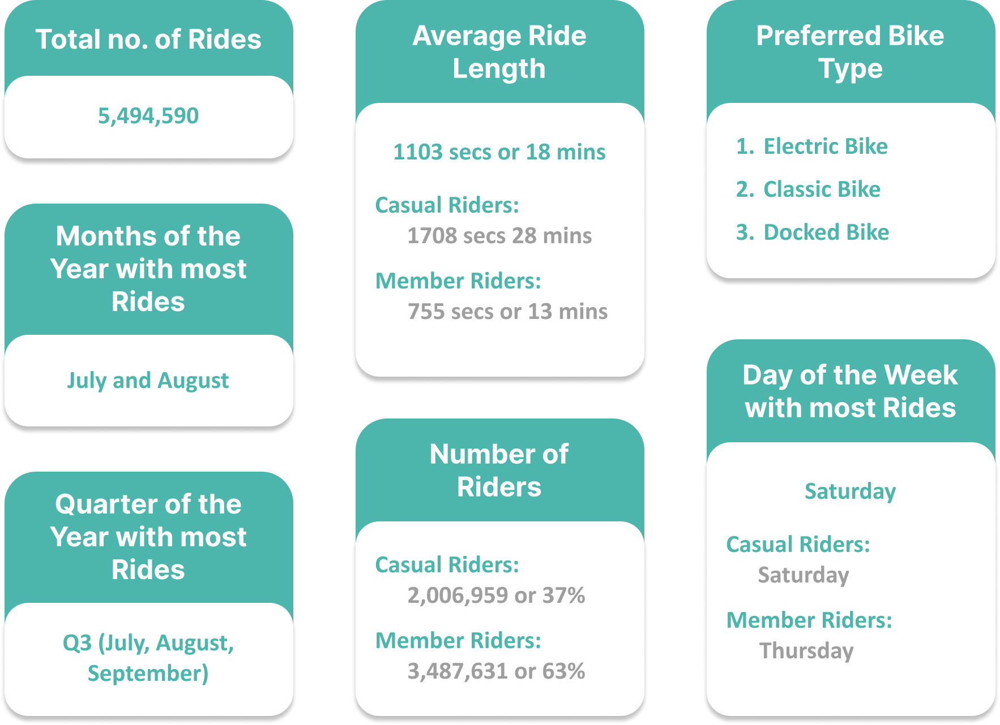 Total no. of Rides
5,494,590
Months of the
Year with most
Rides
July and August
Quarter of the
Year with most
Rides
Q3 (July, August,
September)
Average Ride
Length
1103 secs or 18 mins
Casual Riders:
1708 secs 28 mins
Member Riders:
755 secs or 13 mins
Number of
Riders
Casual Riders:
2,006,959 or 37%
Member Riders:
3,487,631 or 63%
Preferred Bike
Type
1. Electric Bike
2. Classic Bike
3. Docked Bike
Day of the Week
with most Rides
Saturday
Casual Riders:
Saturday
Member Riders:
Thursday